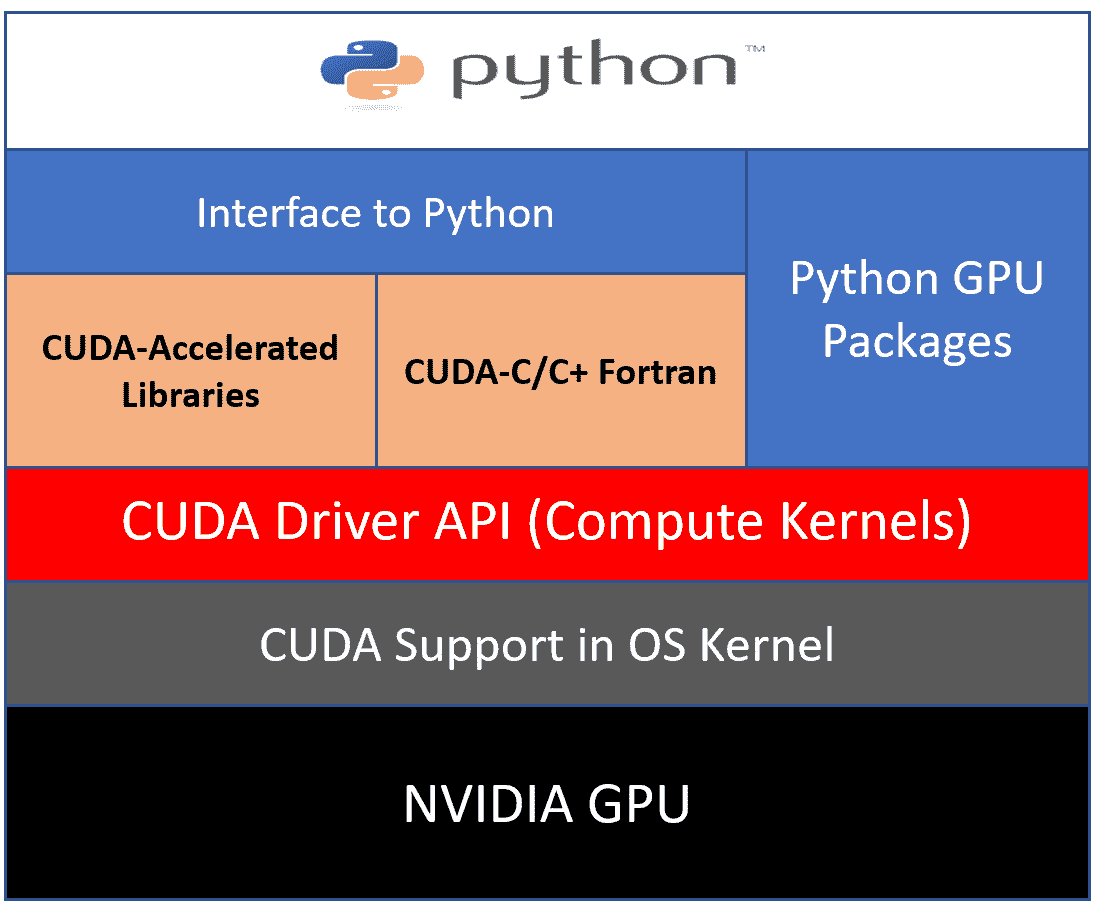 python™
Interface to Python
Python GPU
Packages
CUDA-Accelerated
Libraries
CUDA-C/C+ Fortran
CUDA Driver API (Compute Kernels)
CUDA Support in OS Kernel
NVIDIA GPU